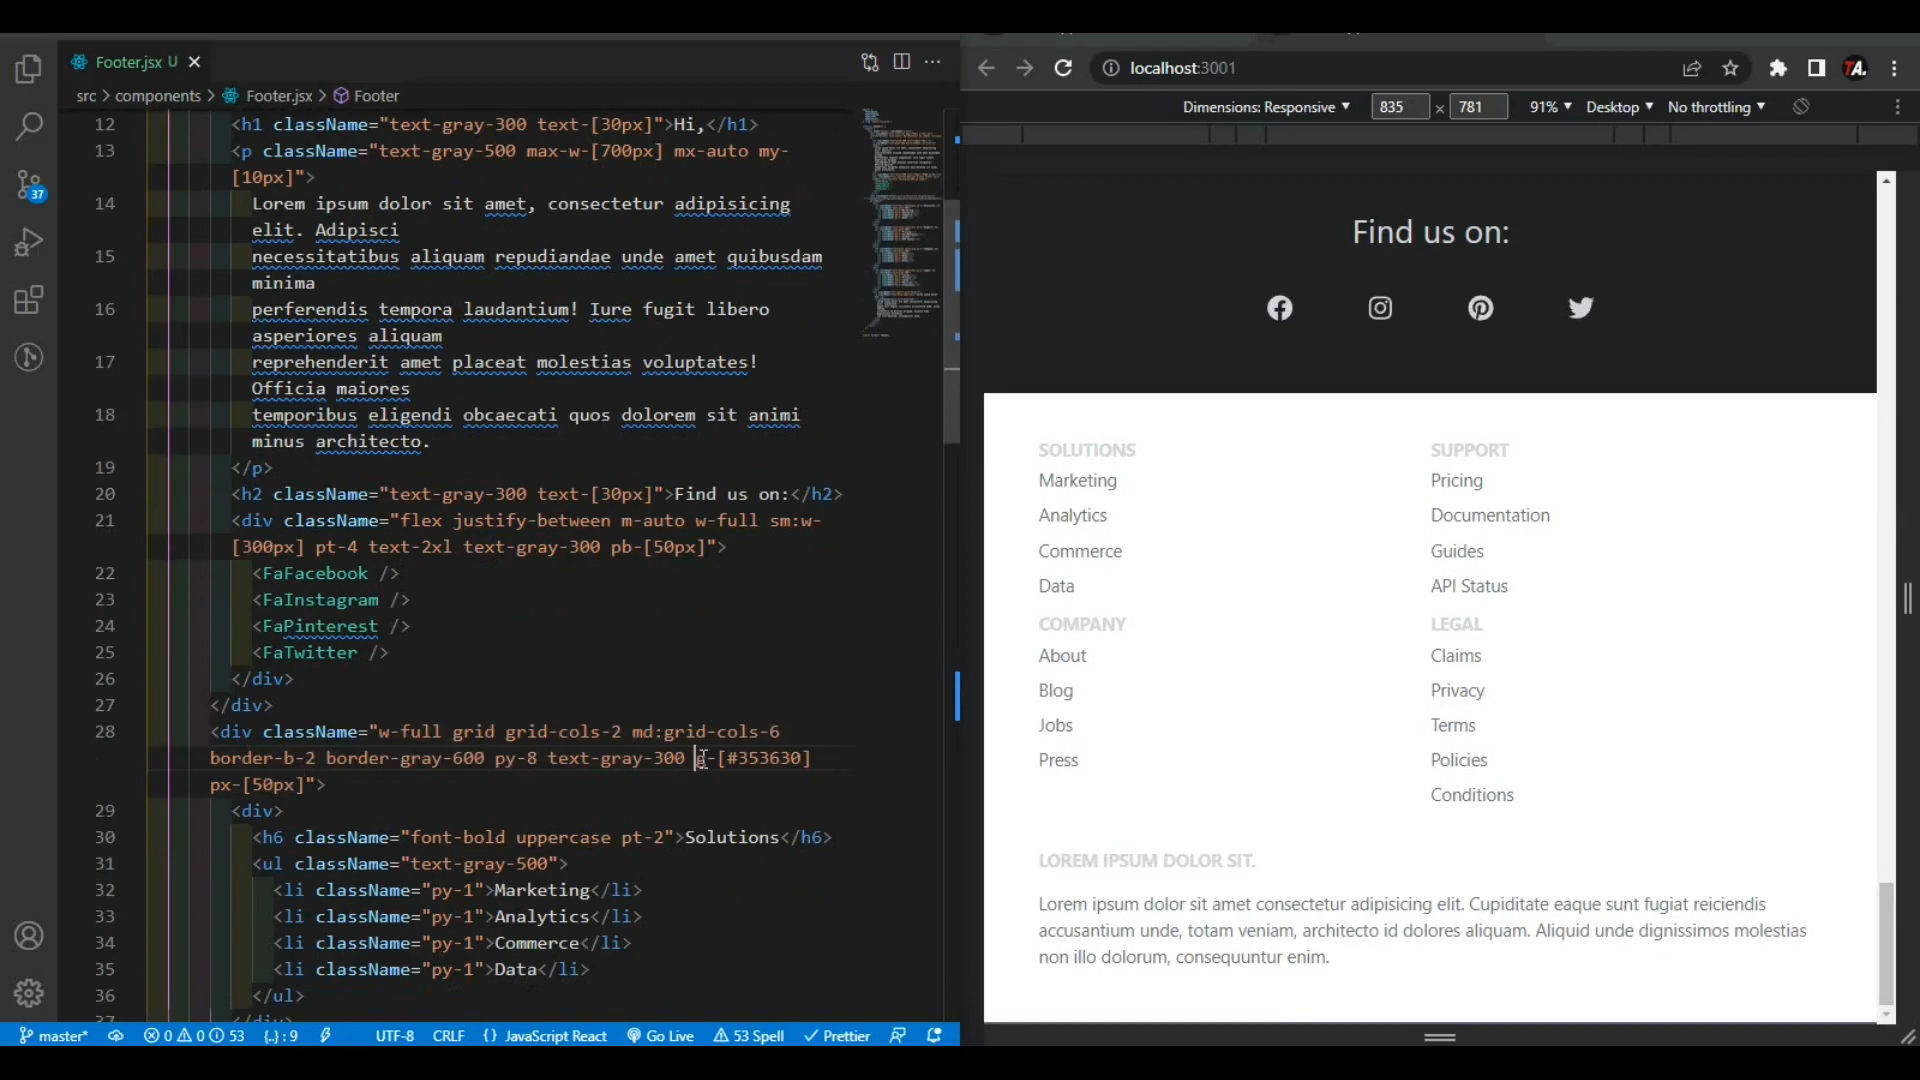 Footer.jsx U
src > components > Footer.jsx > Footer
12 <h1 className="text-gray-300 text-[30px]">Hi,</h1>
13 <p className="text-gray-500 max-w-[700px] mx-auto my-
[10px]">
14 Lorem ipsum dolor sit amet, consectetur adipisicing
elit. Adipisci
15 necessitatibus aliquam repudiandae unde amet quibusdam
minima
16 perferendis tempora laudantium! Iure fugit libero
asperiores aliquam
17 reprehenderit amet placeat molestias voluptates!
Officia maiores
18 temporibus eligendi obcaecati quos dolorem sit animi
minus architecto.
19 </p>
20 <h2 className="text-gray-300 text-[30px]">Find us on:</h2>
21 <div className="flex justify-between m-auto w-full sm:w-
[300px] pt-4 text-2xl text-gray-300 pb-[50px]">
22 <FaFacebook />
23 <FaInstagram />
24 <FaPinterest />
25 <FaTwitter />
26 </div>
27 </div>
28 <div className="w-full grid grid-cols-2 md:grid-cols-6
border-b-2 border-gray-600 py-8 text-gray-300 g-[#353630]
px-[50px]">
29 <div>
30 <h6 className="font-bold uppercase pt-2">Solutions</h6>
31 <ul className="text-gray-500">
32 <li className="py-1">Marketing</li>
33 <li className="py-1">Analytics</li>
34 <li className="py-1">Commerce</li>
35 <li className="py-1">Data</li>
36 </ul>
37 </div>
37
master* 0 0 53 {..} : 9 UTF-8 CRLF {} JavaScript React Go Live 53 Spell Prettier
localhost:3001
TA.
Dimensions: Responsive 835 × 781 91% Desktop No throttling
Find us on:
SOLUTIONS
Marketing
Analytics
Commerce
Data
SUPPORT
Pricing
Documentation
Guides
API Status
COMPANY
About
Blog
Jobs
Press
LEGAL
Claims
Privacy
Terms
Policies
Conditions
LOREM IPSUM DOLOR SIT.
Lorem ipsum dolor sit amet consectetur adipisicing elit. Cupiditate eaque sunt fugiat reiciendis
accusantium unde, totam veniam, architecto id dolores aliquam. Aliquid unde dignissimos molestias
non illo dolorum, consequuntur enim.